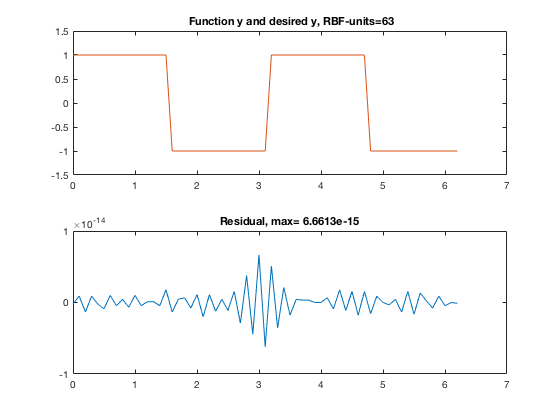 Function y and desired y, RBF-units=63
1.5
1
0.5
0
-0.5
-1
-1.5
0 1 2 3 4 5 6 7
Residual, max= 6.6613e-15
×10^-14
1
0
-1
0 1 2 3 4 5 6 7